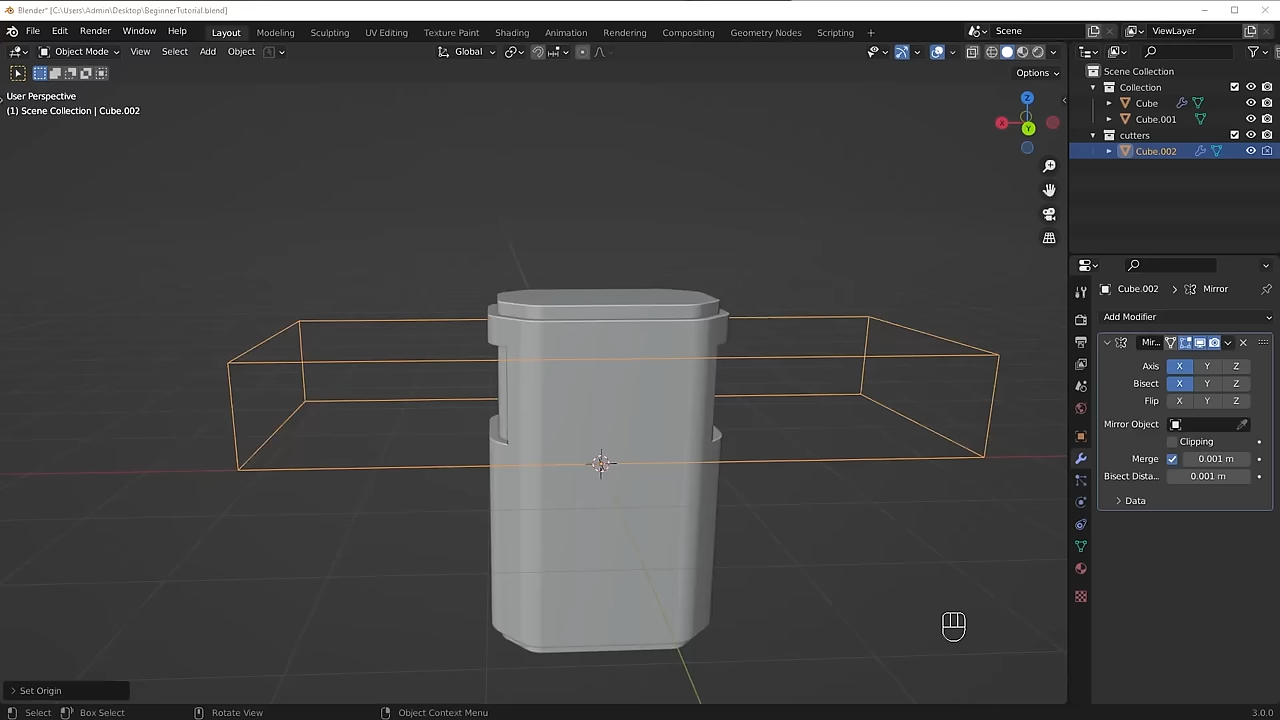 Blender* [C:\Users\Admin\Desktop\BeginnerTutorial.blend]
File Edit Render Window Help Layout Modeling Sculpting UV Editing Texture Paint Shading Animation Rendering Compositing Geometry Nodes Scripting + Scene ViewLayer
Object Mode View Select Add Object Global
Options
User Perspective
(1) Scene Collection | Cube.002
Z
X
Y
Scene Collection
Collection
Cube
Cube.001
cutters
Cube.002
Cube.002 > Mirror
Add Modifier
Mir...
Axis X Y Z
Bisect X Y Z
Flip X Y Z
Mirror Object
Clipping
Merge 0.001 m
Bisect Dista... 0.001 m
> Data
> Set Origin
Select Box Select Rotate View Object Context Menu 3.0.0